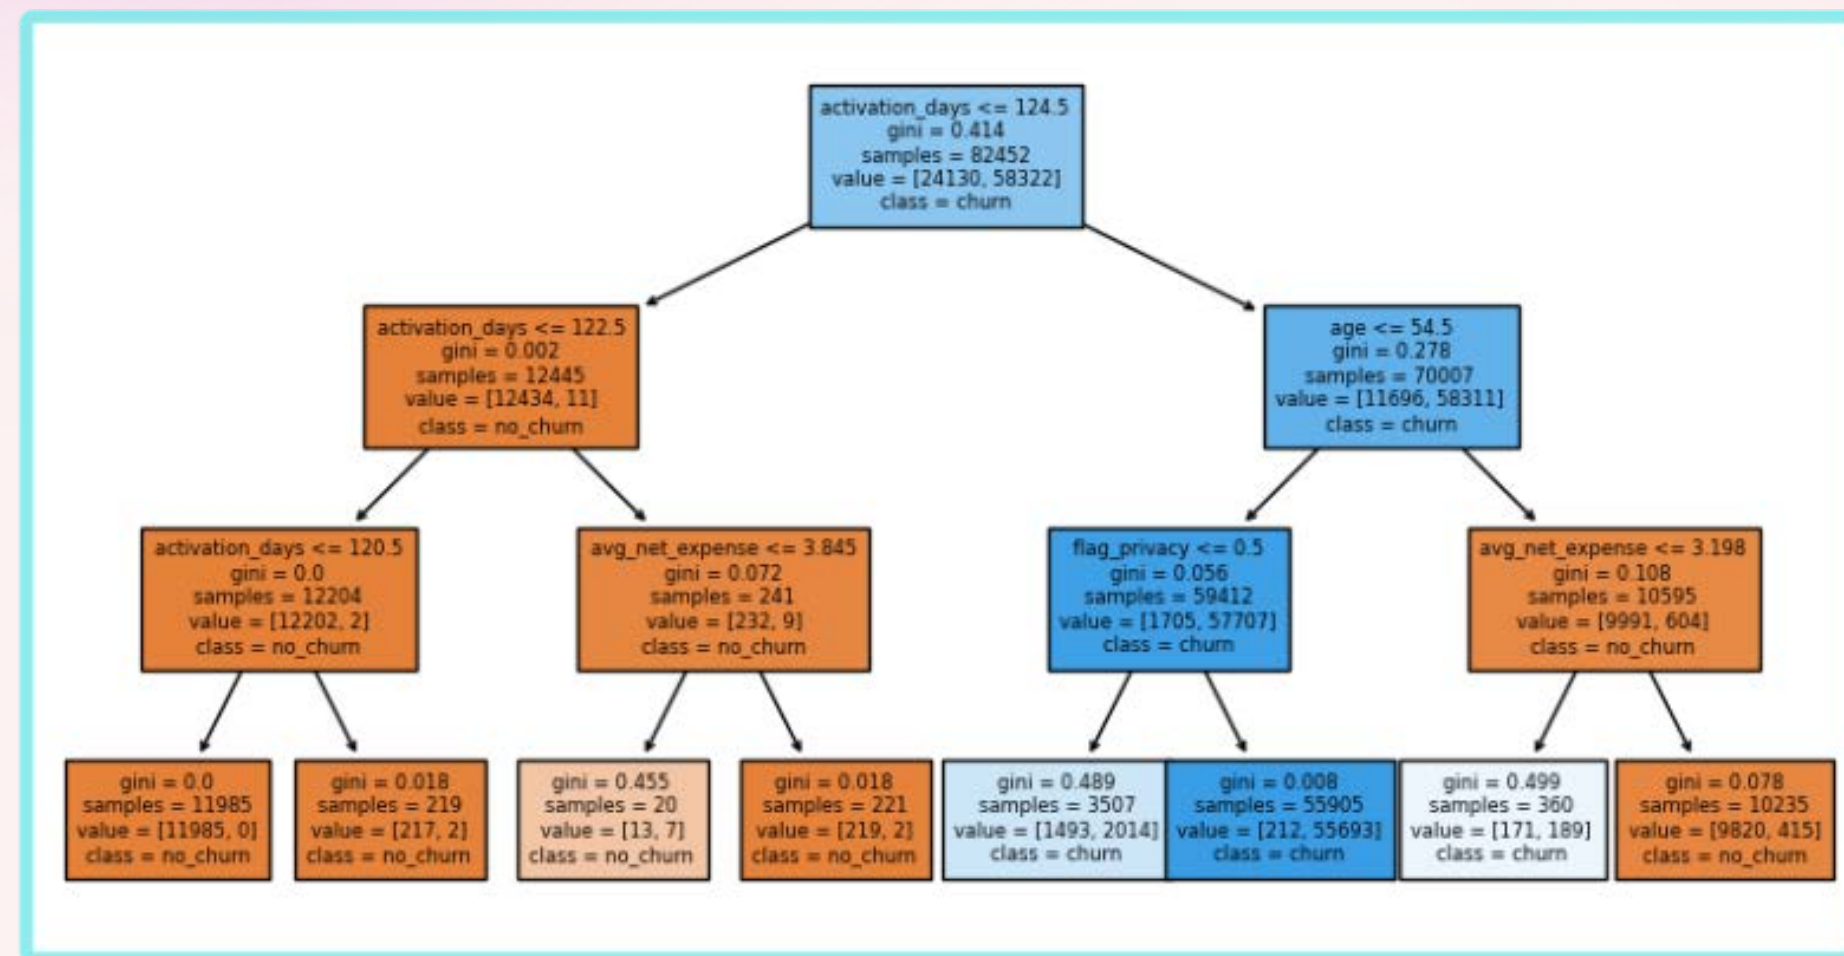 activation_days <= 124.5
gini = 0.414
samples = 82452
value = [24130, 58322]
class = churn
activation_days <= 122.5
gini = 0.002
samples = 12445
value = [12434, 11]
class = no_churn
age <= 54.5
gini = 0.278
samples = 70007
value = [11696, 58311]
class = churn
activation_days <= 120.5
gini = 0.0
samples = 12204
value = [12202, 2]
class = no_churn
avg_net_expense <= 3.845
gini = 0.072
samples = 241
value = [232, 9]
class = no_churn
flag_privacy <= 0.5
gini = 0.056
samples = 59412
value = [1705, 57707]
class = churn
avg_net_expense <= 3.198
gini = 0.108
samples = 10595
value = [9991, 604]
class = no_churn
gini = 0.0
samples = 11985
value = [11985, 0]
class = no_churn
gini = 0.018
samples = 219
value = [217, 2]
class = no_churn
gini = 0.455
samples = 20
value = [13, 7]
class = no_churn
gini = 0.018
samples = 221
value = [219, 2]
class = no_churn
gini = 0.489
samples = 3507
value = [1493, 2014]
class = churn
gini = 0.008
samples = 55905
value = [212, 55693]
class = churn
gini = 0.499
samples = 360
value = [171, 189]
class = churn
gini = 0.078
samples = 10235
value = [9820, 415]
class = no_churn